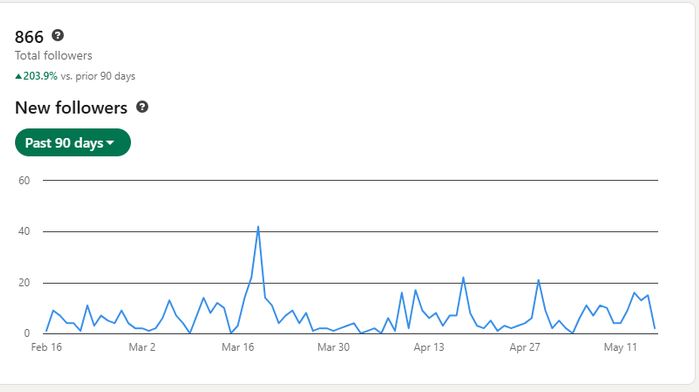 866 ?
Total followers
▲203.9% vs. prior 90 days
New followers ?
Past 90 days▼
60
40
20
0
Feb 16 Mar 2 Mar 16 Mar 30 Apr 13 Apr 27 May 11